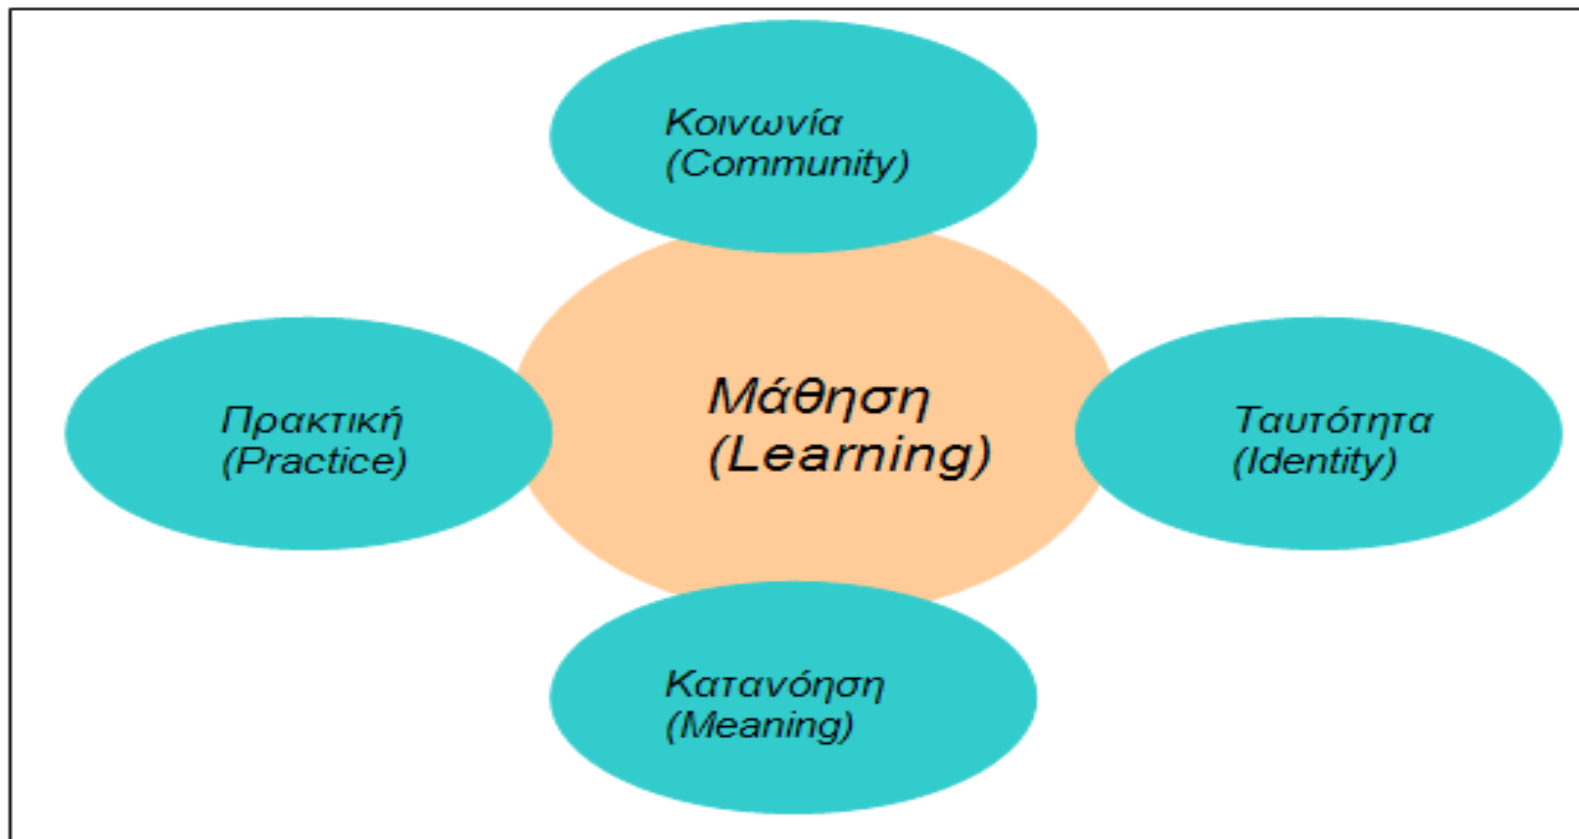 Κοινωνία
(Community)
Πρακτική
(Practice)
Μάθηση
(Learning)
Ταυτότητα
(Identity)
Κατανόηση
(Meaning)